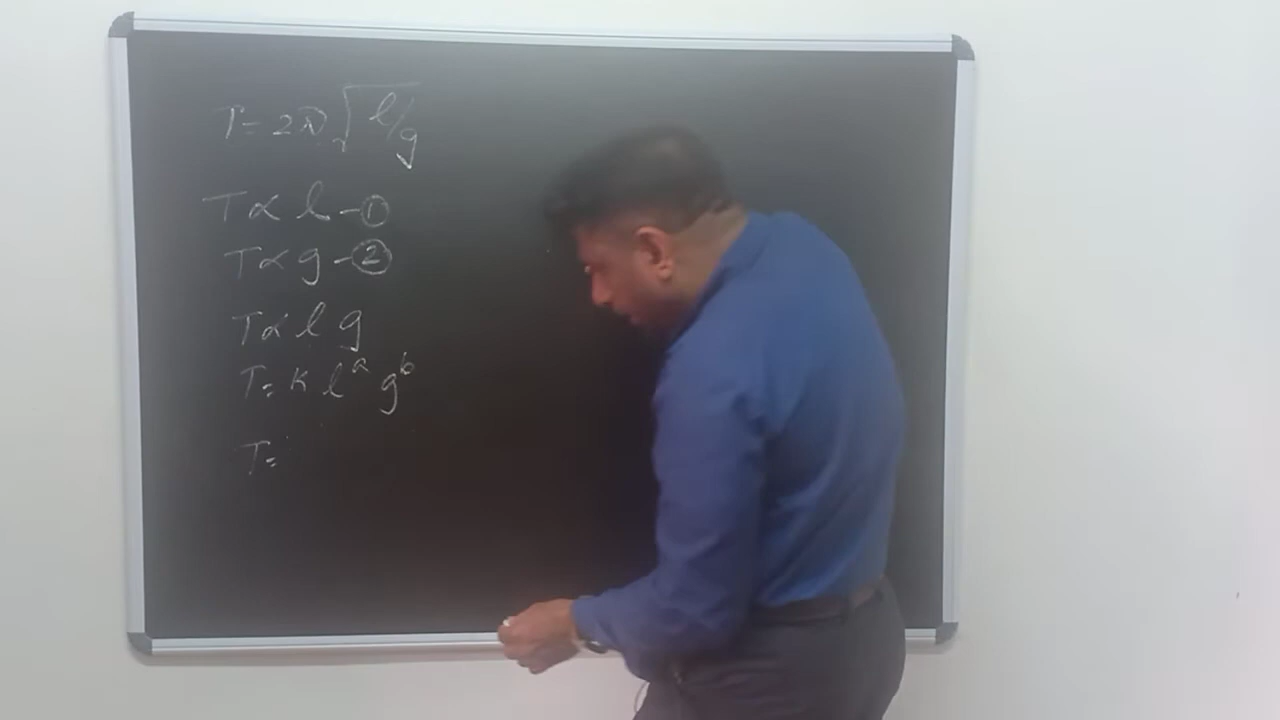 T = 2π √l/g
T ∝ l - ①
T ∝ g - ②
T ∝ l g
T = K l^a g^b
T =